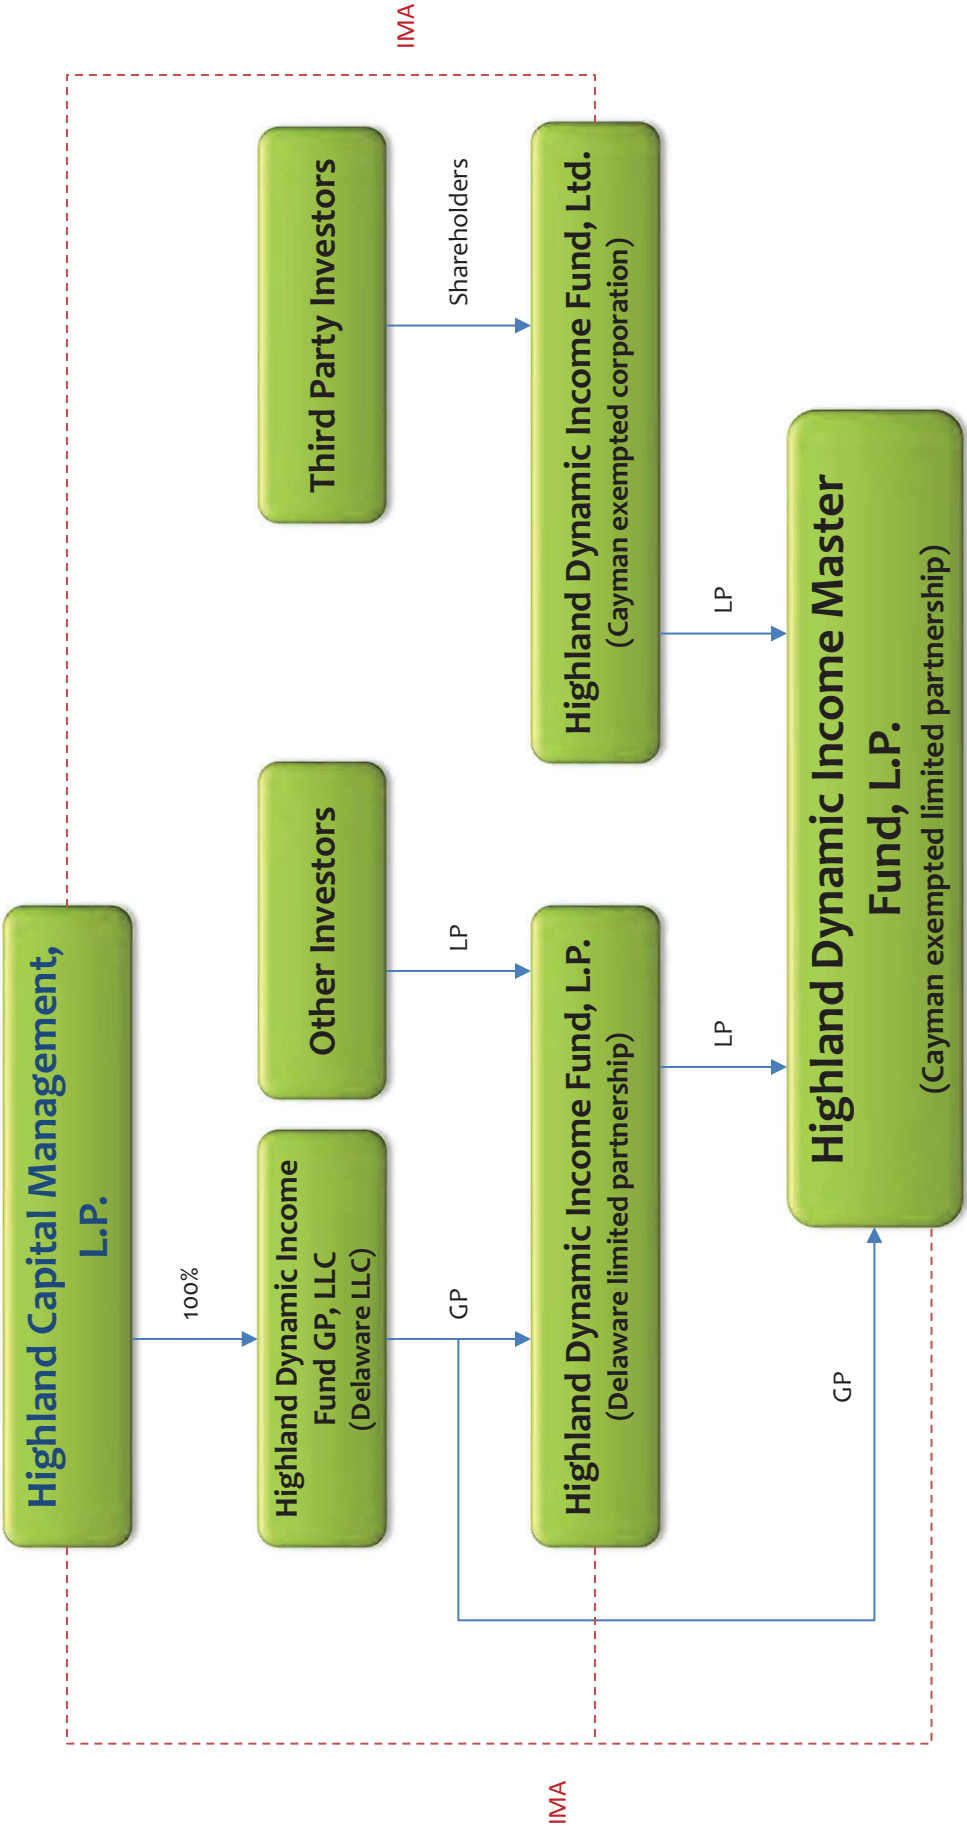 Highland Capital Management,
L.P.
100%
Highland Dynamic Income
Fund GP, LLC
(Delaware LLC)
Other Investors
Third Party Investors
IMA
GP
LP
Shareholders
Highland Dynamic Income Fund, L.P.
(Delaware limited partnership)
Highland Dynamic Income Fund, Ltd.
(Cayman exempted corporation)
IMA
LP
LP
GP
Highland Dynamic Income Master
Fund, L.P.
(Cayman exempted limited partnership)